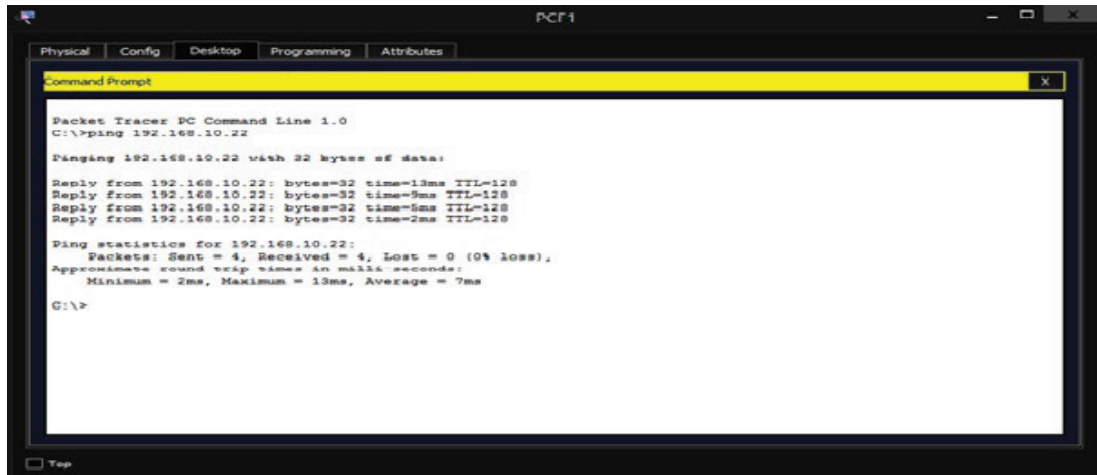 PCF1
Physical Config Desktop Programming Attributes
Command Prompt
X
Packet Tracer PC Command Line 1.0
C:\>ping 192.168.10.22
Pinging 192.168.10.22 with 32 bytes of data:
Reply from 192.168.10.22: bytes=32 time=13ms TTL=128
Reply from 192.168.10.22: bytes=32 time=9ms TTL=128
Reply from 192.168.10.22: bytes=32 time=5ms TTL=128
Reply from 192.168.10.22: bytes=32 time=2ms TTL=128
Ping statistics for 192.168.10.22:
Packets: Sent = 4, Received = 4, Lost = 0 (0% loss),
Approximate round trip times in milli-seconds:
Minimum = 2ms, Maximum = 13ms, Average = 7ms
C:\>
Top